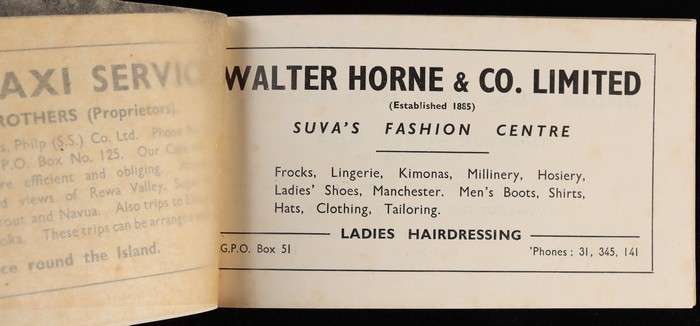 AXI SERVIC
ROTHERS (Proprietors)
s, Philp (S.S.) Co. Ltd. Phone
P.O. Box No. 125. Our
re efficient and obliging.
d views of Rewa Valley,
rout and Navua. Also trips to
oka. These trips can be arranged
ce round the Island.
WALTER HORNE & CO. LIMITED
(Established 1885)
SUVA'S FASHION CENTRE
Frocks, Lingerie, Kimonas, Millinery, Hosiery,
Ladies' Shoes, Manchester. Men's Boots, Shirts,
Hats, Clothing, Tailoring.
LADIES HAIRDRESSING
G.P.O. Box 51 'Phones: 31, 345, 141